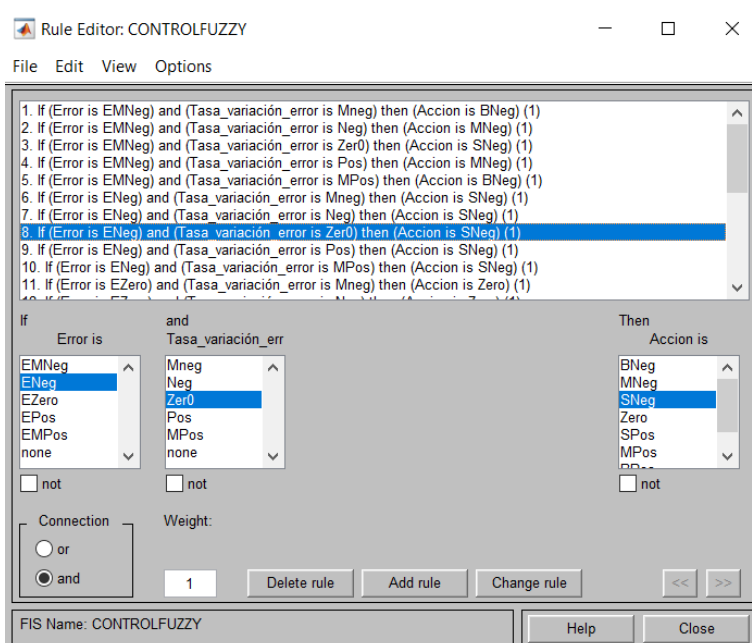 Rule Editor: CONTROLFUZZY
File Edit View Options
1. If (Error is EMNeg) and (Tasa_variación_error is Mneg) then (Accion is BNeg) (1)
2. If (Error is EMNeg) and (Tasa_variación_error is Neg) then (Accion is MNeg) (1)
3. If (Error is EMNeg) and (Tasa_variación_error is Zer0) then (Accion is SNeg) (1)
4. If (Error is EMNeg) and (Tasa_variación_error is Pos) then (Accion is MNeg) (1)
5. If (Error is EMNeg) and (Tasa_variación_error is MPos) then (Accion is BNeg) (1)
6. If (Error is ENeg) and (Tasa_variación_error is Mneg) then (Accion is SNeg) (1)
7. If (Error is ENeg) and (Tasa_variación_error is Neg) then (Accion is SNeg) (1)
8. If (Error is ENeg) and (Tasa_variación_error is Zer0) then (Accion is SNeg) (1)
9. If (Error is ENeg) and (Tasa_variación_error is Pos) then (Accion is SNeg) (1)
10. If (Error is ENeg) and (Tasa_variación_error is MPos) then (Accion is SNeg) (1)
11. If (Error is EZero) and (Tasa_variación_error is Mneg) then (Accion is Zero) (1)
If and Then
Error is Tasa_variación_err Accion is
EMNeg
ENeg
EZero
EPos
EMPos
none
Mneg
Neg
Zer0
Pos
MPos
none
BNeg
MNeg
SNeg
Zero
SPos
MPos
not not not
Connection Weight:
or
and
1 Delete rule Add rule Change rule << >>
FIS Name: CONTROLFUZZY Help Close